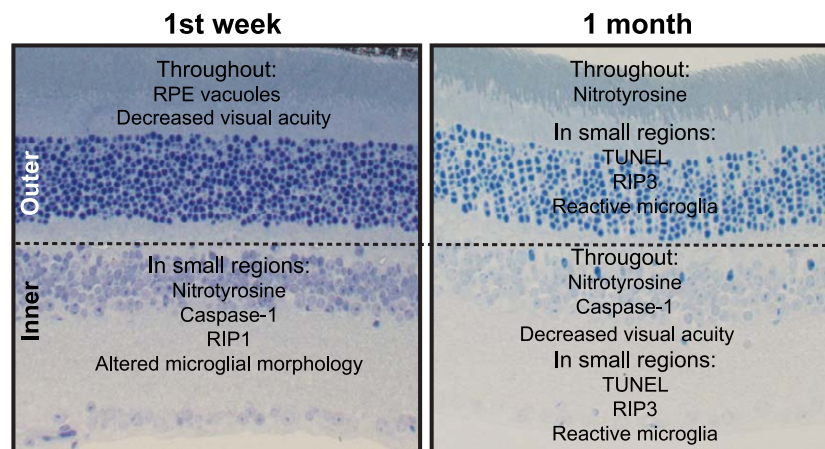 1st week
1 month
Outer
Throughout:
RPE vacuoles
Decreased visual acuity
Throughout:
Nitrotyrosine
In small regions:
TUNEL
RIP3
Reactive microglia
Inner
In small regions:
Nitrotyrosine
Caspase-1
RIP1
Altered microglial morphology
Througout:
Nitrotyrosine
Caspase-1
Decreased visual acuity
In small regions:
TUNEL
RIP3
Reactive microglia